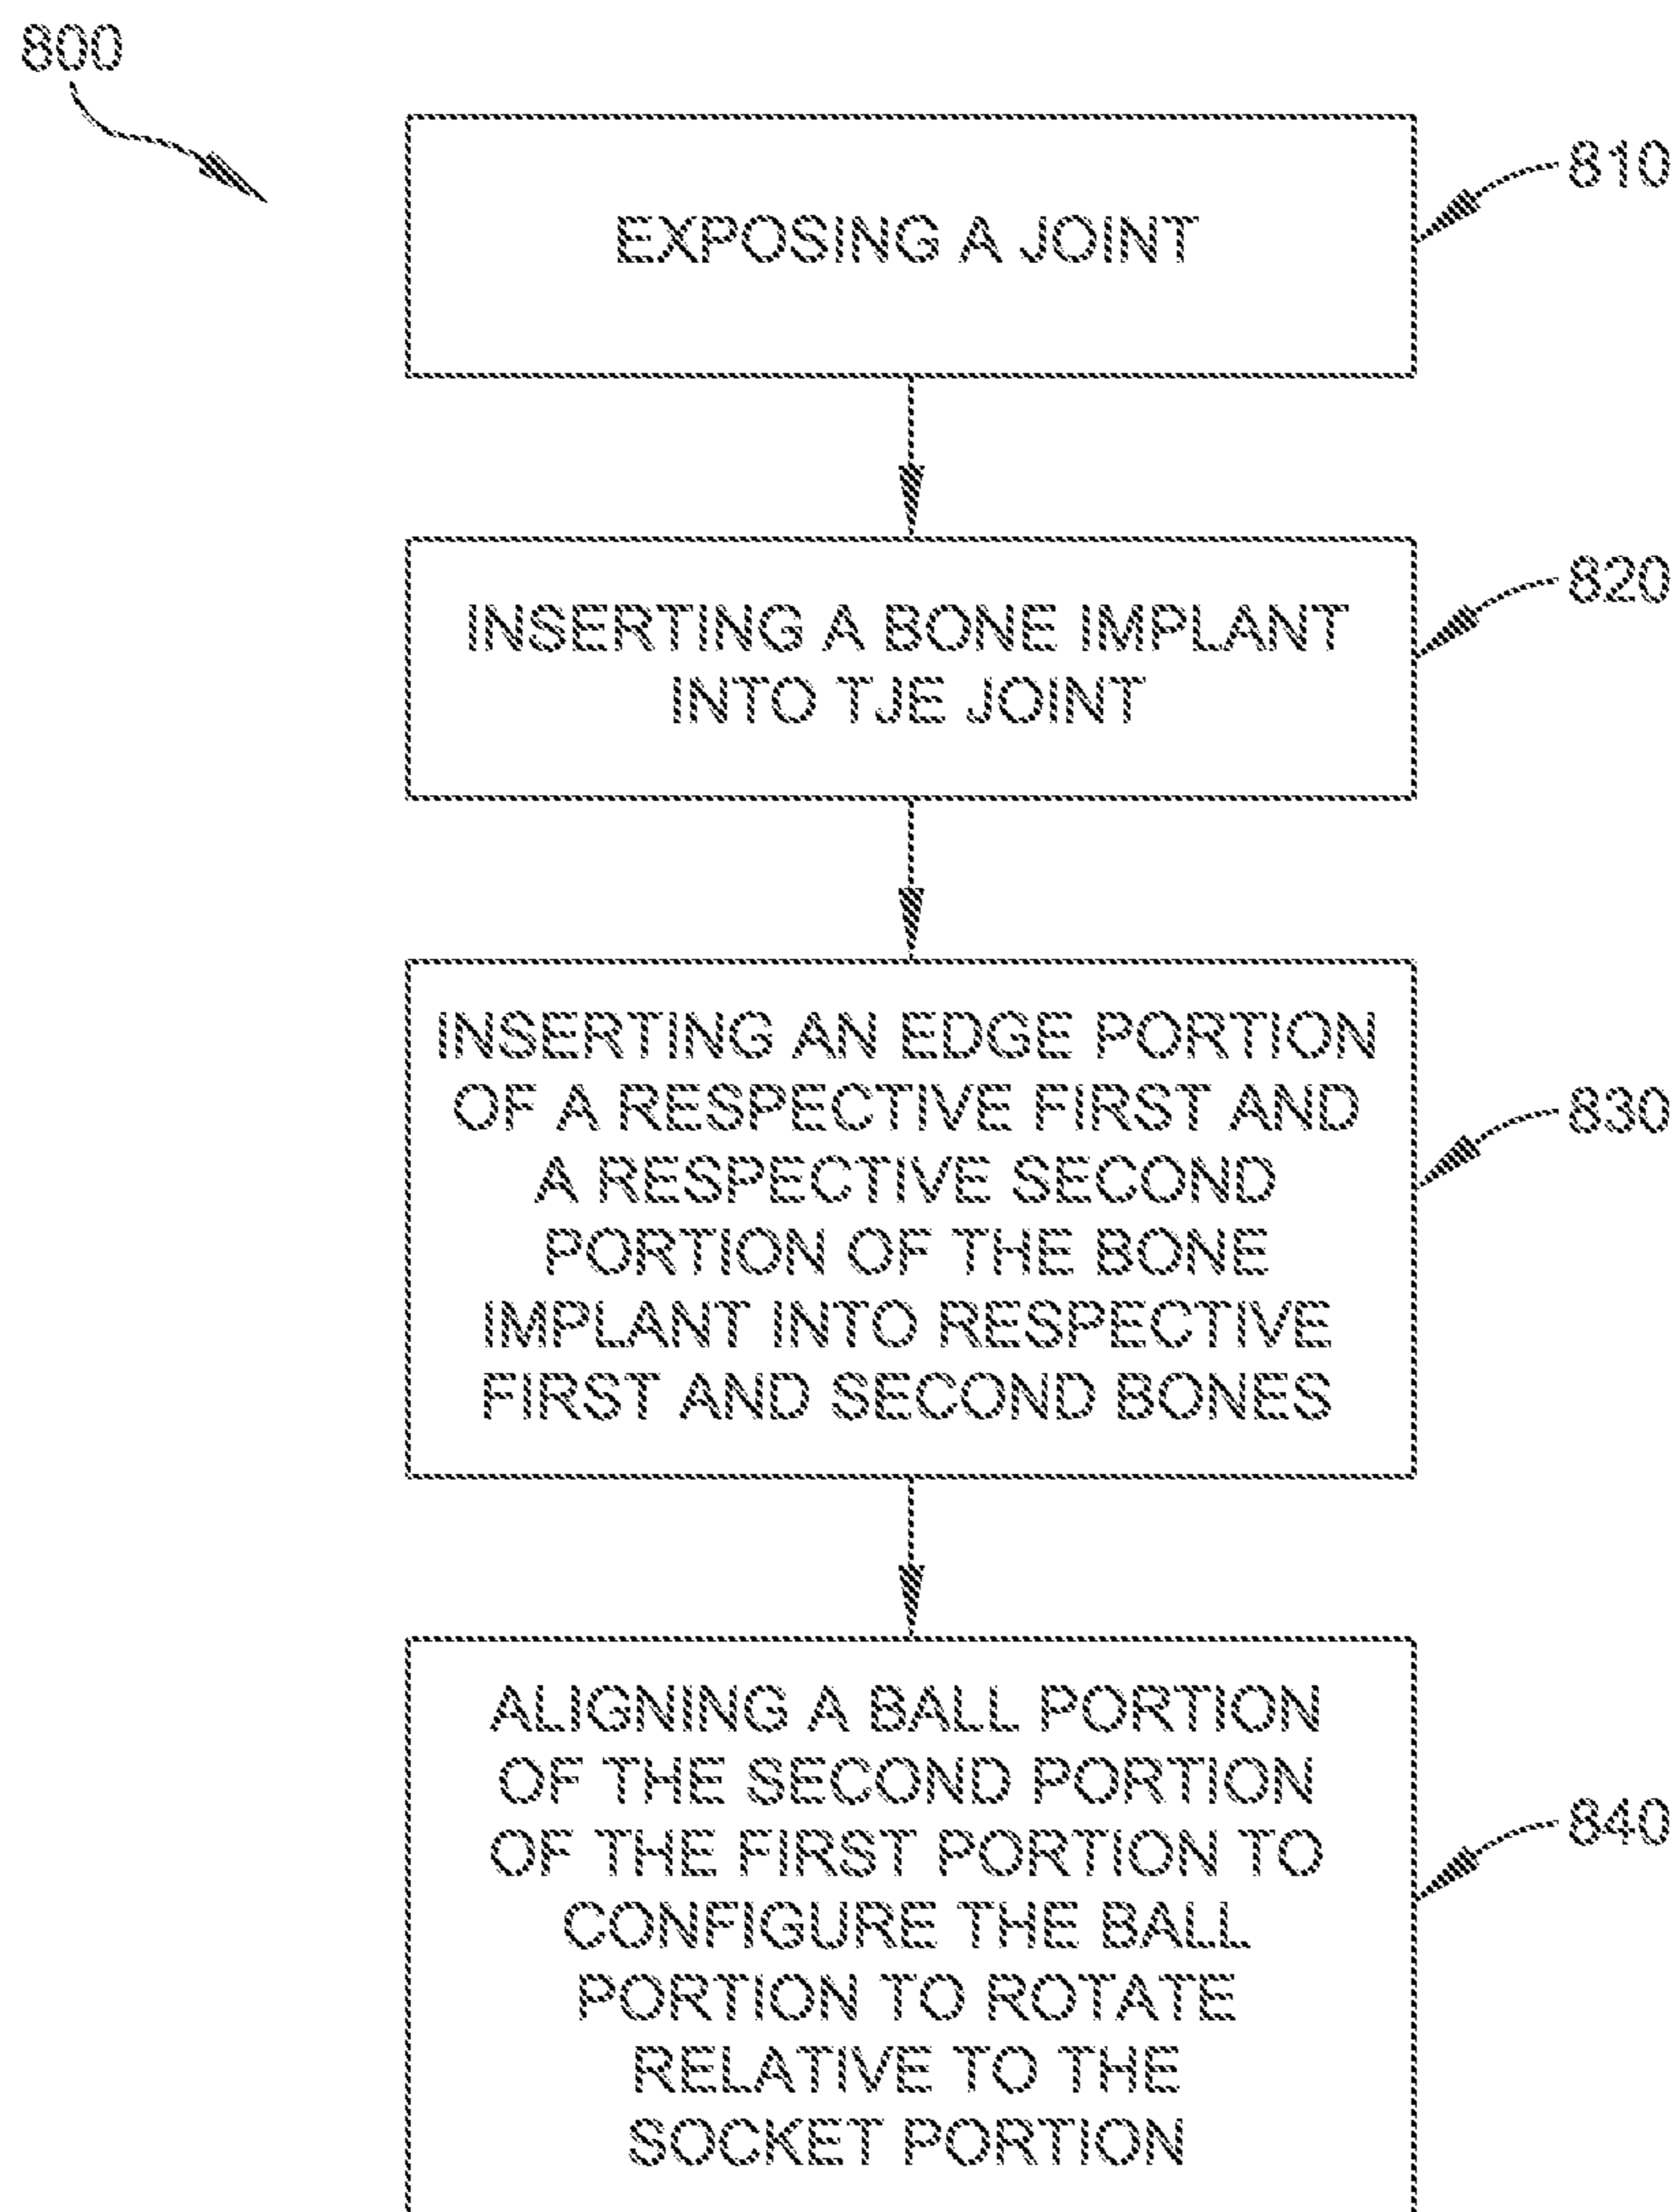 800
EXPOSING A JOINT
810
INSERTING A BONE IMPLANT
INTO TJE JOINT
820
INSERTING AN EDGE PORTION
OF A RESPECTIVE FIRST AND
A RESPECTIVE SECOND
PORTION OF THE BONE
IMPLANT INTO RESPECTIVE
FIRST AND SECOND BONES
830
ALIGNING A BALL PORTION
OF THE SECOND PORTION
OF THE FIRST PORTION TO
CONFIGURE THE BALL
PORTION TO ROTATE
RELATIVE TO THE
SOCKET PORTION
840